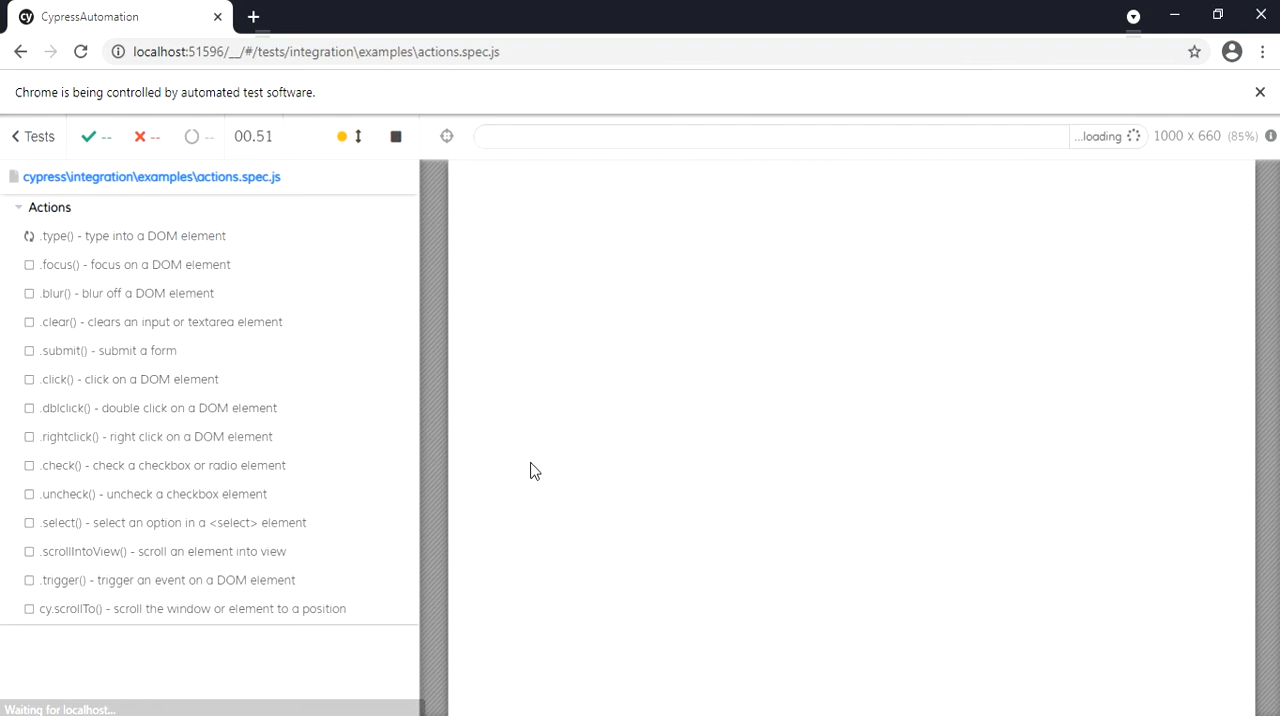 CypressAutomation
localhost:51596/__/#/tests/integration\examples\actions.spec.js
Chrome is being controlled by automated test software.
Tests -- -- -- 00.51 ...loading 1000 x 660 (85%)
cypress\integration\examples\actions.spec.js
Actions
.type() - type into a DOM element
.focus() - focus on a DOM element
.blur() - blur off a DOM element
.clear() - clears an input or textarea element
.submit() - submit a form
.click() - click on a DOM element
.dblclick() - double click on a DOM element
.rightclick() - right click on a DOM element
.check() - check a checkbox or radio element
.uncheck() - uncheck a checkbox element
.select() - select an option in a <select> element
.scrollIntoView() - scroll an element into view
.trigger() - trigger an event on a DOM element
cy.scrollTo() - scroll the window or element to a position
Waiting for localhost...